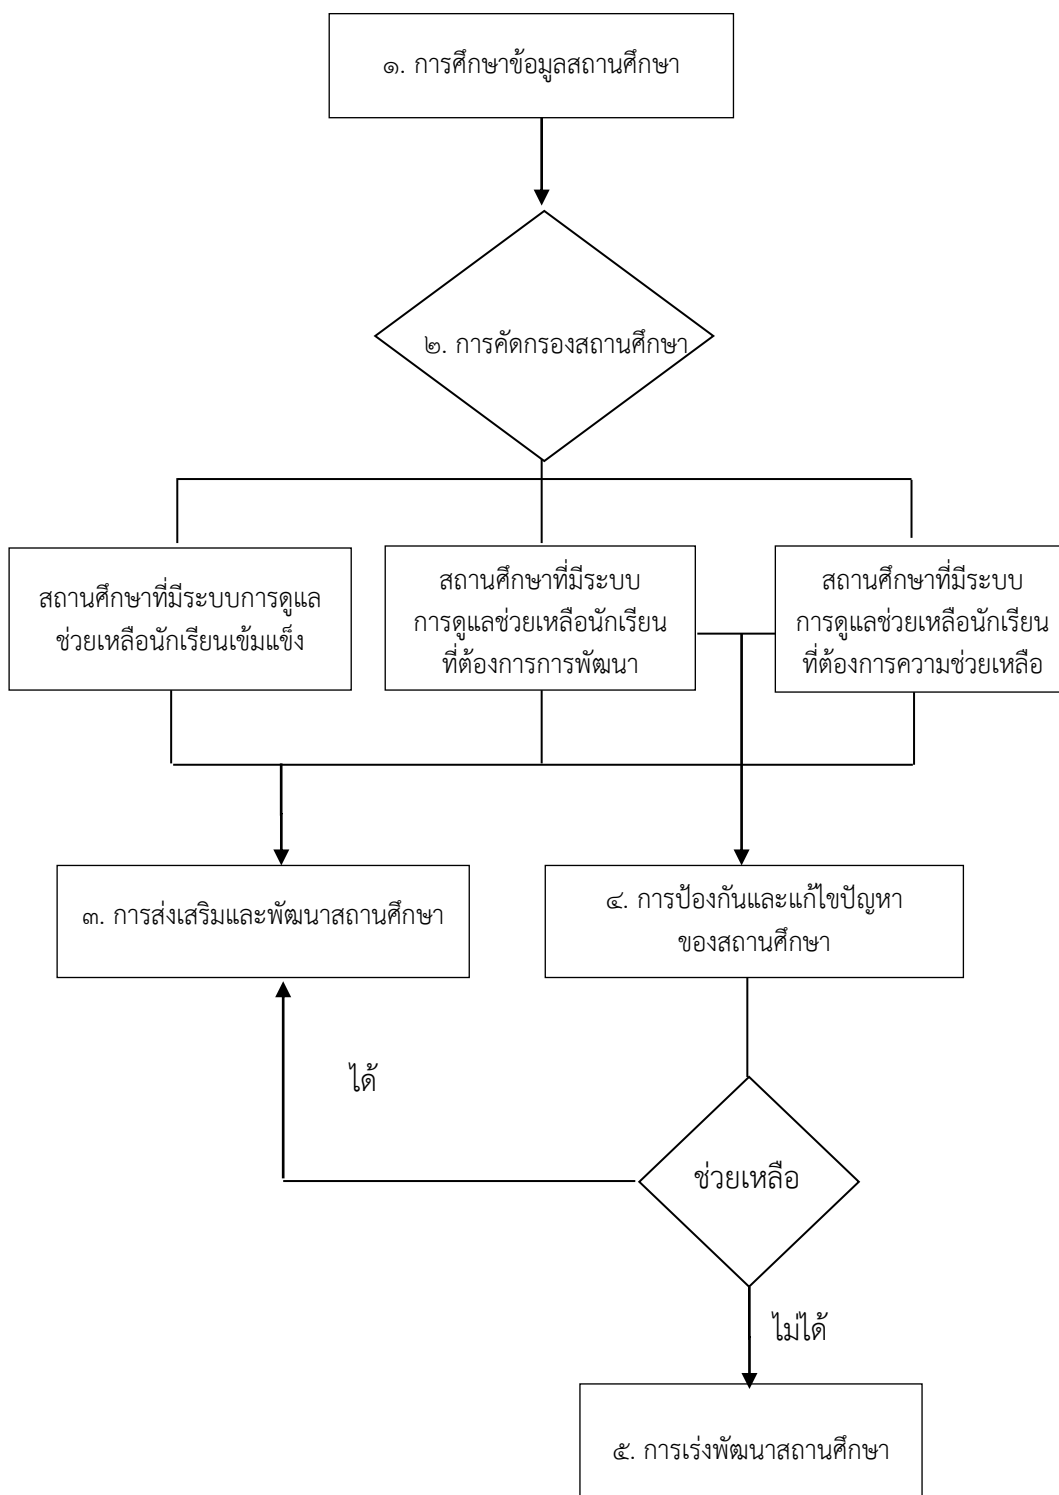 ๑. การศึกษาข้อมูลสถานศึกษา
๒. การคัดกรองสถานศึกษา
สถานศึกษาที่มีระบบการดูแล
ช่วยเหลือนักเรียนเข้มแข็ง
สถานศึกษาที่มีระบบ
การดูแลช่วยเหลือนักเรียน
ที่ต้องการการพัฒนา
สถานศึกษาที่มีระบบ
การดูแลช่วยเหลือนักเรียน
ที่ต้องการความช่วยเหลือ
๓. การส่งเสริมและพัฒนาสถานศึกษา
๔. การป้องกันและแก้ไขปัญหา
ของสถานศึกษา
ได้
ช่วยเหลือ
ไม่ได้
๕. การเร่งพัฒนาสถานศึกษา